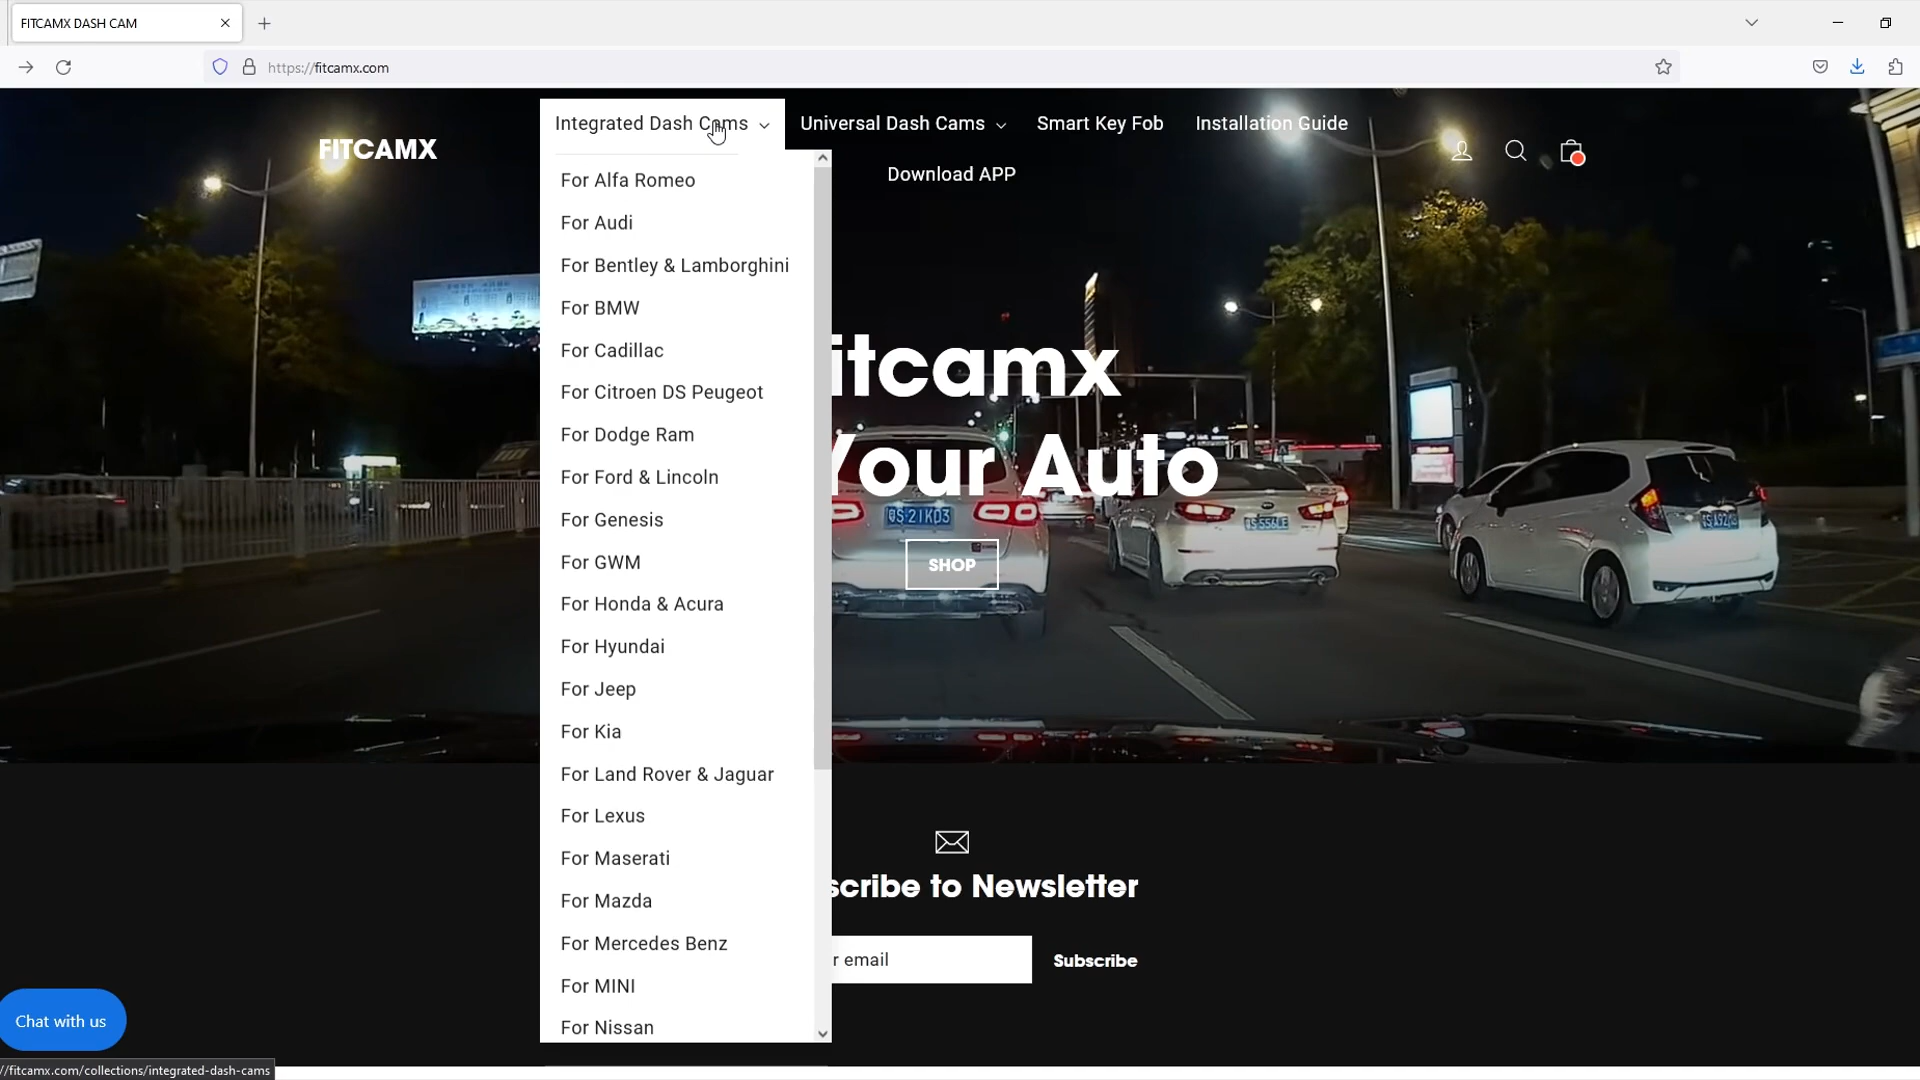 FITCAMX DASH CAM
https://fitcamx.com
FITCAMX
Integrated Dash Cams
Universal Dash Cams
Smart Key Fob
Installation Guide
Download APP
For Alfa Romeo
For Audi
For Bentley & Lamborghini
For BMW
For Cadillac
For Citroen DS Peugeot
For Dodge Ram
For Ford & Lincoln
For Genesis
For GWM
For Honda & Acura
For Hyundai
For Jeep
For Kia
For Land Rover & Jaguar
For Lexus
For Maserati
For Mazda
For Mercedes Benz
For MINI
For Nissan
itcamx
Your Auto
SHOP
scribe to Newsletter
r email
Subscribe
Chat with us
//fitcamx.com/collections/integrated-dash-cams